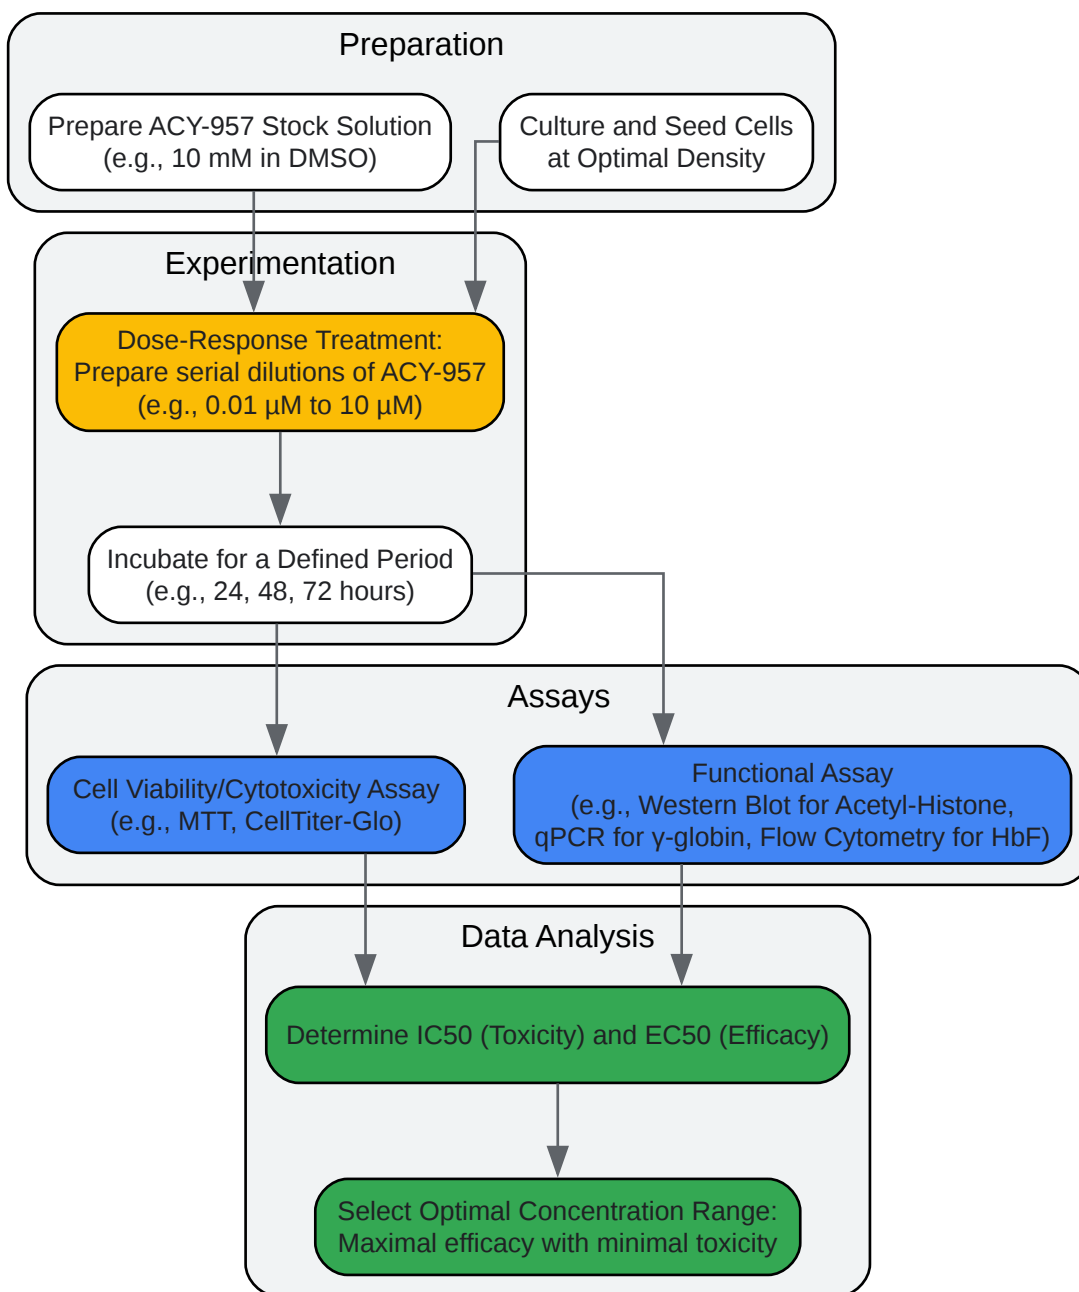 Preparation
Prepare ACY-957 Stock Solution
(e.g., 10 mM in DMSO)
Culture and Seed Cells
at Optimal Density
Experimentation
Dose-Response Treatment:
Prepare serial dilutions of ACY-957
(e.g., 0.01 µM to 10 µM)
Incubate for a Defined Period
(e.g., 24, 48, 72 hours)
Assays
Cell Viability/Cytotoxicity Assay
(e.g., MTT, CellTiter-Glo)
Functional Assay
(e.g., Western Blot for Acetyl-Histone,
qPCR for γ-globin, Flow Cytometry for HbF)
Data Analysis
Determine IC50 (Toxicity) and EC50 (Efficacy)
Select Optimal Concentration Range:
Maximal efficacy with minimal toxicity